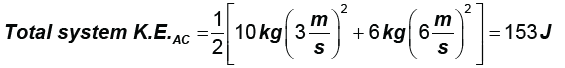 Total system K.E.AC = 1/2 [ 10 kg ( 3 m/s )² + 6 kg ( 6 m/s )² ] = 153 J